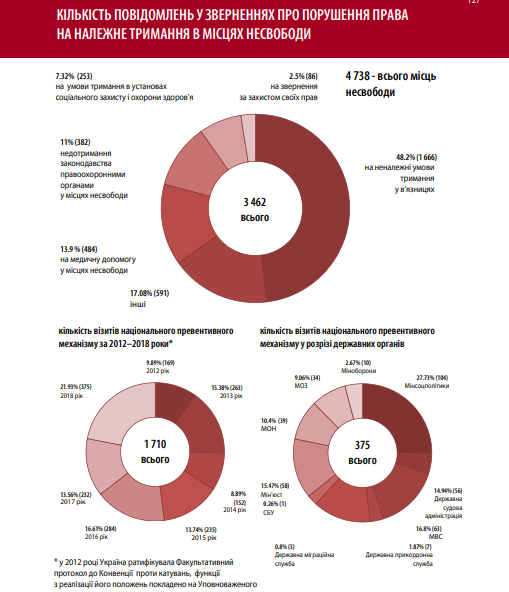 127
КІЛЬКІСТЬ ПОВІДОМЛЕНЬ У ЗВЕРНЕННЯХ ПРО ПОРУШЕННЯ ПРАВА
НА НАЛЕЖНЕ ТРИМАННЯ В МІСЦЯХ НЕСВОБОДИ
7.32% (253)
на умови тримання в установах
соціального захисту і охорони здоров'я
2.5% (86)
на звернення
за захистом своїх прав
4 738 - всього місць
несвободи
11% (382)
недотримання
законодавства
правоохоронними
органами
у місцях несвободи
48.2% (1 666)
на неналежні умови
тримання
у в'язницях
3 462
всього
13.9 % (484)
на медичну допомогу
у місцях несвободи
17.08% (591)
інші
кількість візитів національного превентивного
механізму за 2012–2018 роки*
9.89% (169)
2012 рік
21.93% (375)
2018 рік
15.38% (263)
2013 рік
1 710
всього
8.89%
(152)
2014 рік
13.56% (232)
2017 рік
16.61% (284)
2016 рік
13.74% (235)
2015 рік
кількість візитів національного превентивного
механізму у розрізі державних органів
2.67% (10)
Міноборони
9.06% (34)
МОЗ
27.73% (104)
Мінсоцполітики
10.4% (39)
МОН
375
всього
15.47% (58)
Мін'юст
0.26% (1)
СБУ
14.94% (56)
Державна
судова
адміністрація
16.8% (63)
МВС
0.8% (3)
Державна міграційна
служба
1.87% (7)
Державна прикордонна
служба
* у 2012 році Україна ратифікувала Факультативний
протокол до Конвенції проти катувань, функції
з реалізації його положень покладено на Уповноваженого